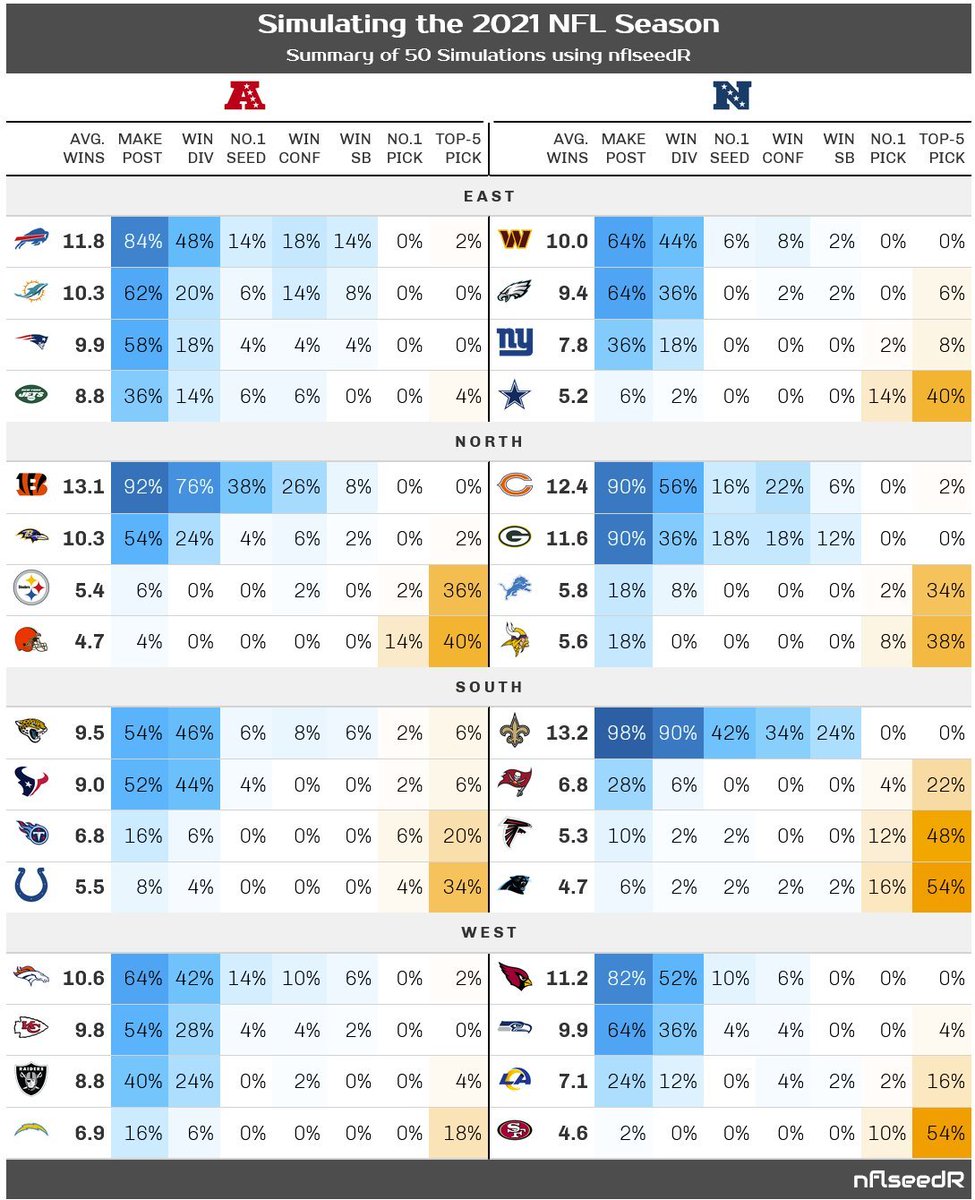 Simulating the 2021 NFL Season
Summary of 50 Simulations using nflseedR
A N
AVG. WINS MAKE POST WIN DIV NO.1 SEED WIN CONF WIN SB NO.1 PICK TOP-5 PICK AVG. WINS MAKE POST WIN DIV NO.1 SEED WIN CONF WIN SB NO.1 PICK TOP-5 PICK
EAST
11.8 84% 48% 14% 18% 14% 0% 2% W 10.0 64% 44% 6% 8% 2% 0% 0%
10.3 62% 20% 6% 14% 8% 0% 0% 9.4 64% 36% 0% 2% 2% 0% 6%
9.9 58% 18% 4% 4% 4% 0% 0% ny 7.8 36% 18% 0% 0% 0% 2% 8%
JETS 8.8 36% 14% 6% 6% 0% 0% 4% 5.2 6% 2% 0% 0% 0% 14% 40%
NORTH
B 13.1 92% 76% 38% 26% 8% 0% 0% C 12.4 90% 56% 16% 22% 6% 0% 2%
10.3 54% 24% 4% 6% 2% 0% 2% G 11.6 90% 36% 18% 18% 12% 0% 0%
Steelers 5.4 6% 0% 0% 2% 0% 2% 36% 5.8 18% 8% 0% 0% 0% 2% 34%
4.7 4% 0% 0% 0% 0% 14% 40% 5.6 18% 0% 0% 0% 0% 8% 38%
SOUTH
9.5 54% 46% 6% 8% 6% 2% 6% 13.2 98% 90% 42% 34% 24% 0% 0%
9.0 52% 44% 4% 0% 0% 2% 6% 6.8 28% 6% 0% 0% 0% 4% 22%
T 6.8 16% 6% 0% 0% 0% 6% 20% 5.3 10% 2% 2% 0% 0% 12% 48%
5.5 8% 4% 0% 0% 0% 4% 34% 4.7 6% 2% 2% 2% 2% 16% 54%
WEST
10.6 64% 42% 14% 10% 6% 0% 2% 11.2 82% 52% 10% 6% 0% 0% 0%
KC 9.8 54% 28% 4% 4% 2% 0% 0% 9.9 64% 36% 4% 4% 0% 0% 4%
RAIDERS 8.8 40% 24% 0% 2% 0% 0% 4% LA 7.1 24% 12% 0% 4% 2% 2% 16%
6.9 16% 6% 0% 0% 0% 0% 18% SF 4.6 2% 0% 0% 0% 0% 10% 54%
nflseedR